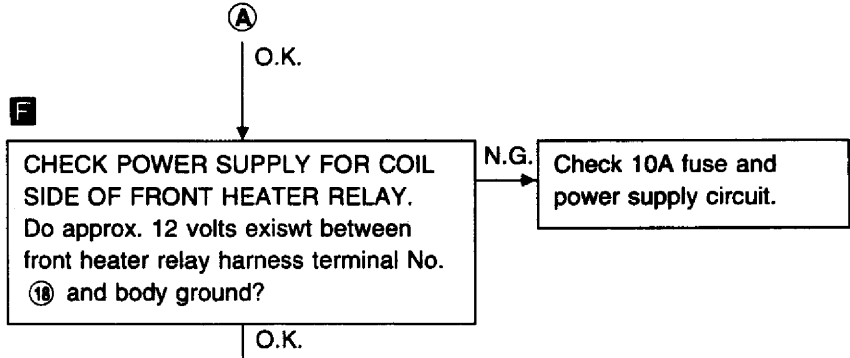 Ⓐ
O.K.
F
CHECK POWER SUPPLY FOR COIL
SIDE OF FRONT HEATER RELAY.
Do approx. 12 volts exiswt between
front heater relay harness terminal No.
⑱ and body ground?
N.G.
Check 10A fuse and
power supply circuit.
O.K.